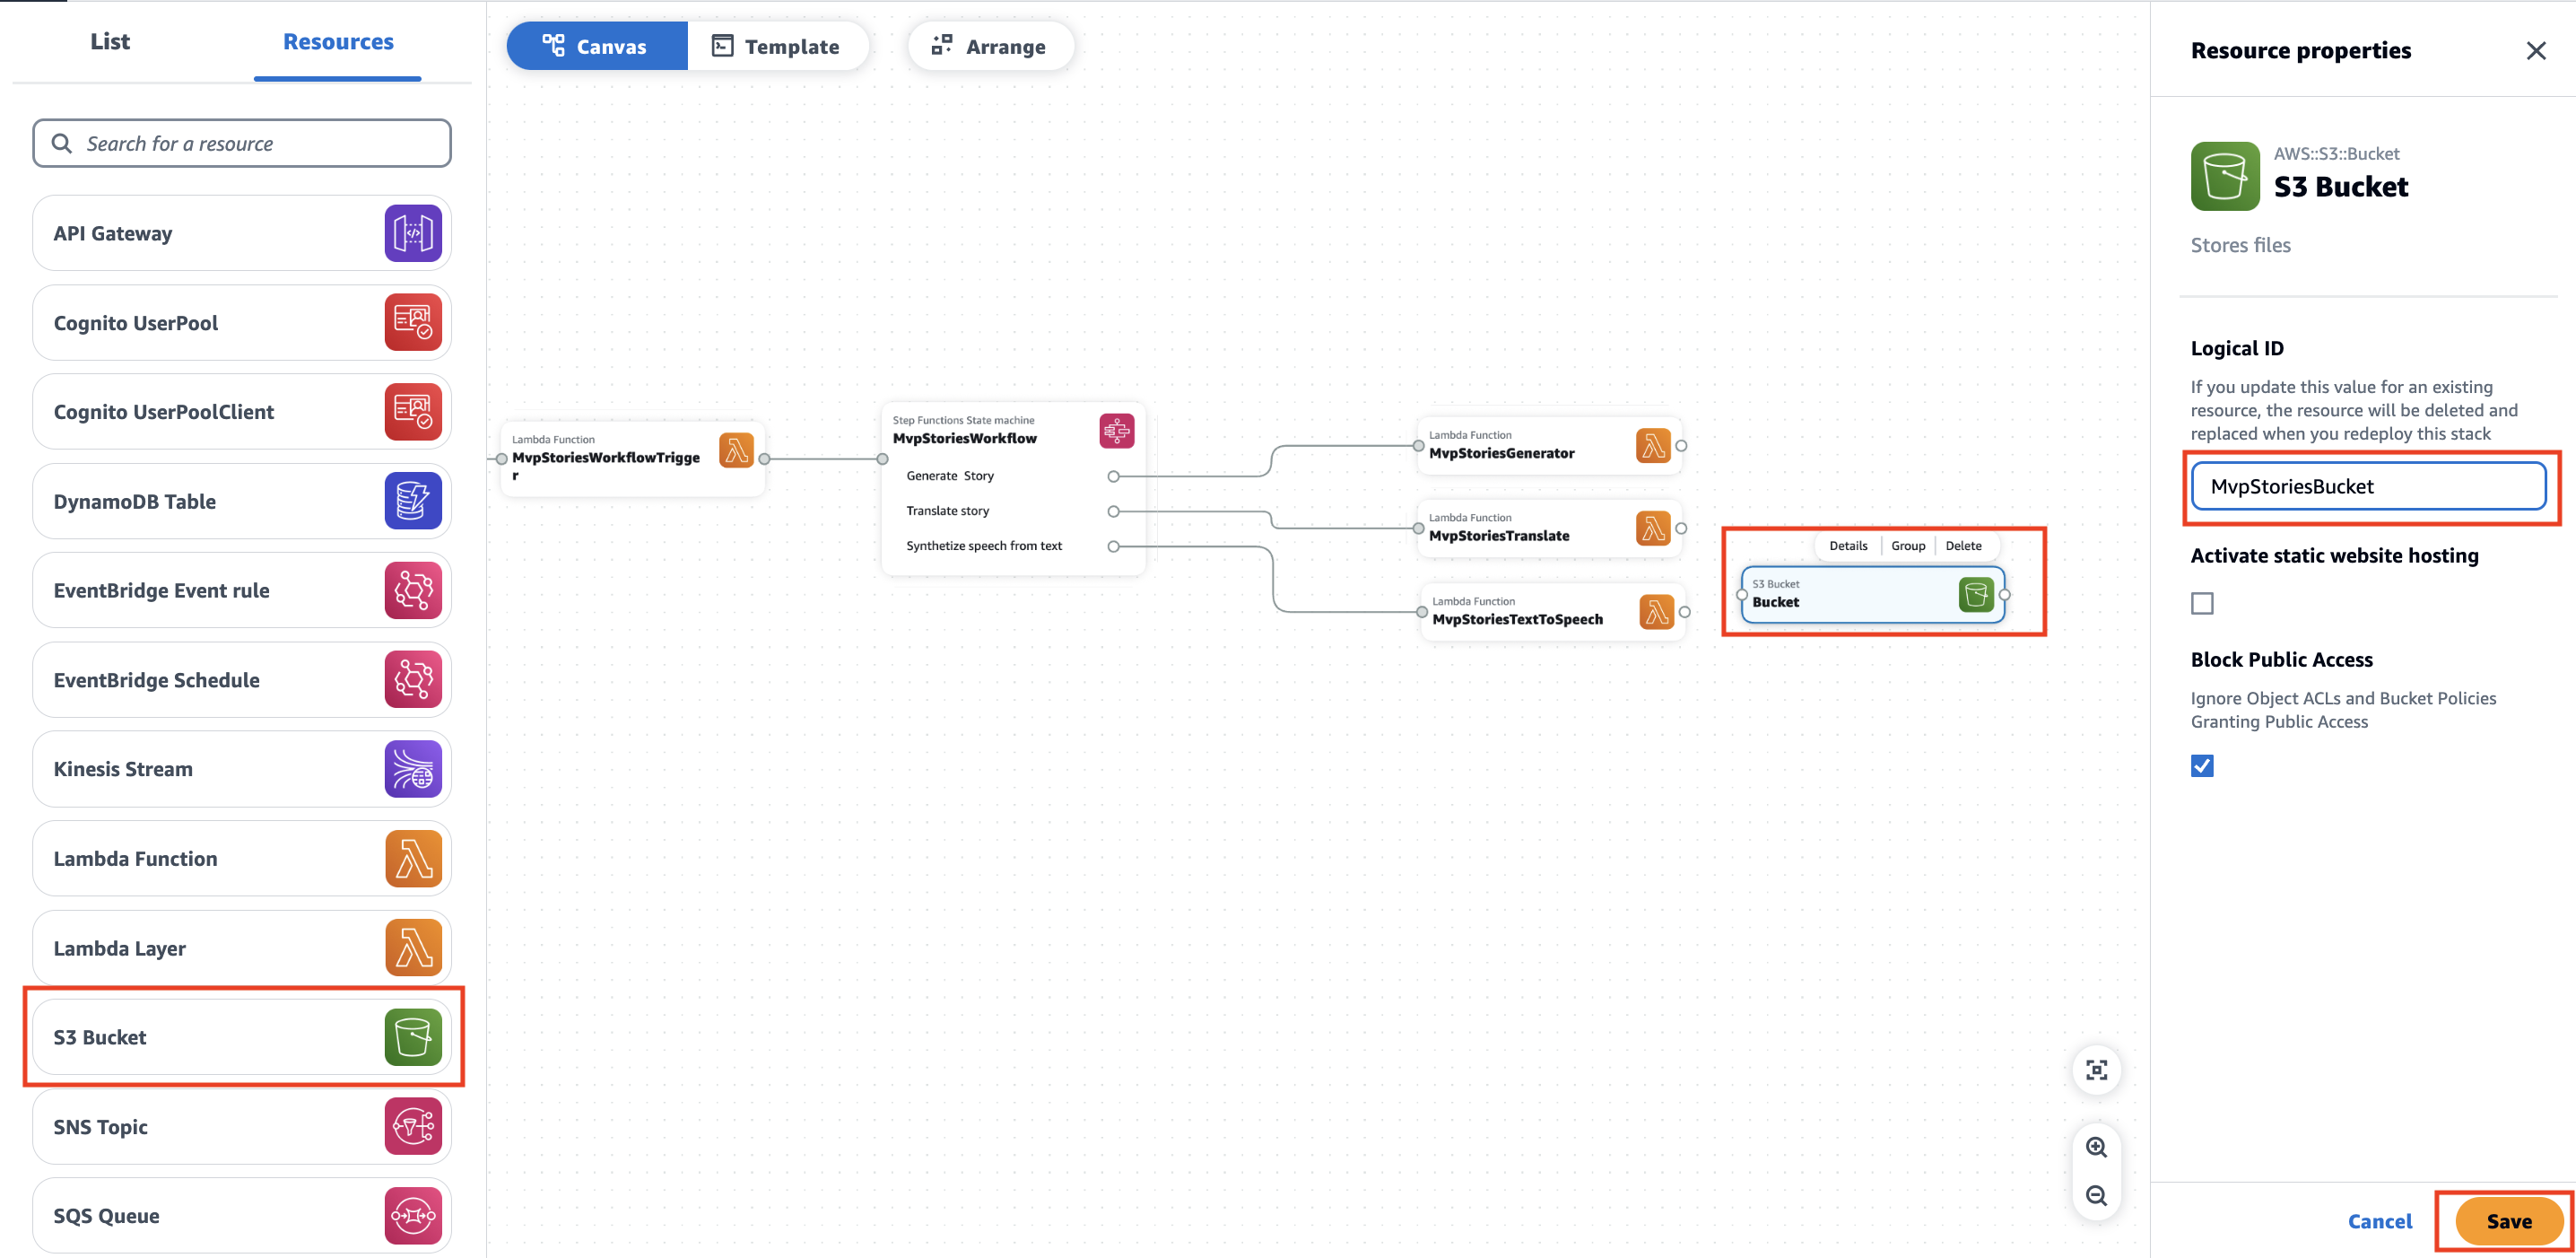 List
Resources
Search for a resource
API Gateway
Cognito UserPool
Cognito UserPoolClient
DynamoDB Table
EventBridge Event rule
EventBridge Schedule
Kinesis Stream
Lambda Function
Lambda Layer
S3 Bucket
SNS Topic
SQS Queue
Canvas
Template
Arrange
Lambda Function
MvpStoriesWorkflowTrigge
r
Step Functions State machine
MvpStoriesWorkflow
Generate Story
Translate story
Synthetize speech from text
Lambda Function
MvpStoriesGenerator
Lambda Function
MvpStoriesTranslate
Lambda Function
MvpStoriesTextToSpeech
Details
Group
Delete
S3 Bucket
Bucket
Resource properties
AWS::S3::Bucket
S3 Bucket
Stores files
Logical ID
If you update this value for an existing
resource, the resource will be deleted and
replaced when you redeploy this stack
MvpStoriesBucket
Activate static website hosting
Block Public Access
Ignore Object ACLs and Bucket Policies
Granting Public Access
Cancel
Save